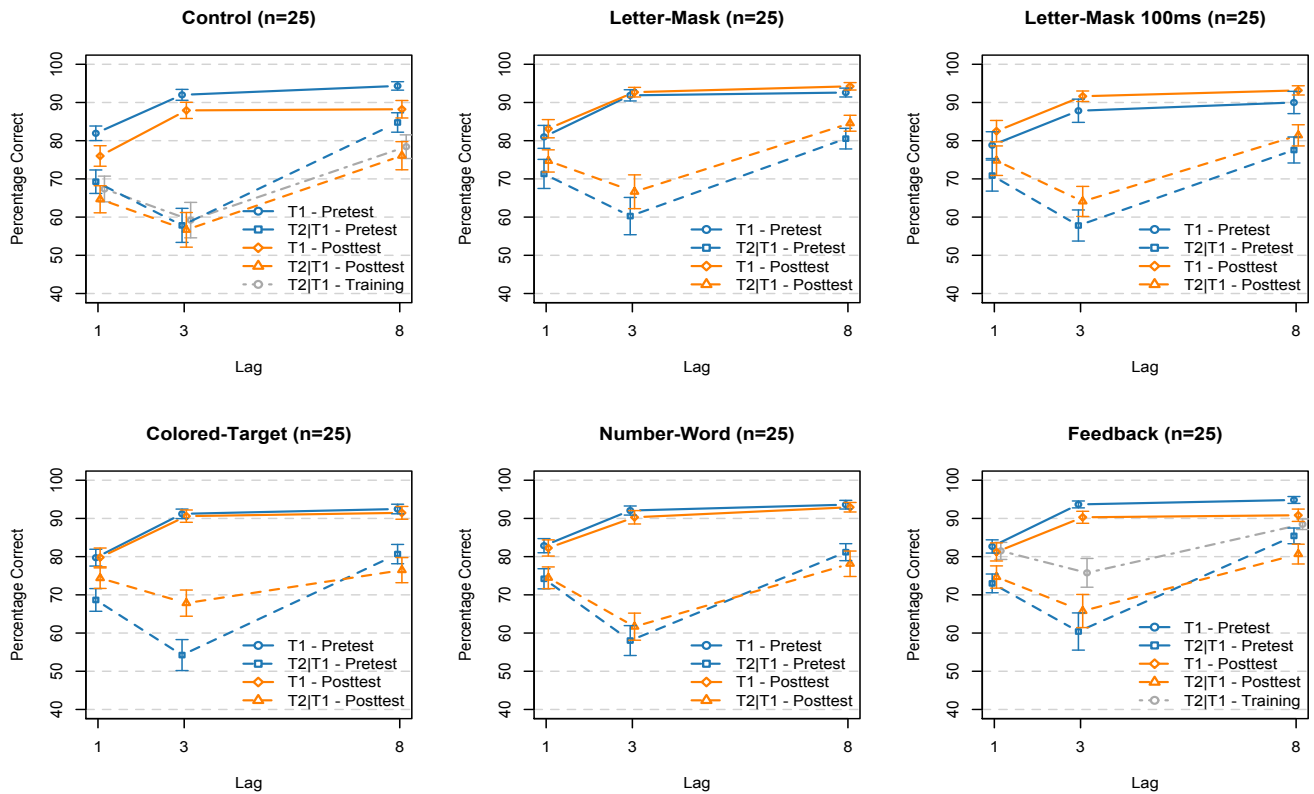 Control (n=25)
Percentage Correct
100
90
80
70
60
50
40
T1 - Pretest
T2|T1 - Pretest
T1 - Posttest
T2|T1 - Posttest
T2|T1 - Training
1 3 8
Lag
Letter-Mask (n=25)
Percentage Correct
100
90
80
70
60
50
40
T1 - Pretest
T2|T1 - Pretest
T1 - Posttest
T2|T1 - Posttest
1 3 8
Lag
Letter-Mask 100ms (n=25)
Percentage Correct
100
90
80
70
60
50
40
T1 - Pretest
T2|T1 - Pretest
T1 - Posttest
T2|T1 - Posttest
1 3 8
Lag
Colored-Target (n=25)
Percentage Correct
100
90
80
70
60
50
40
T1 - Pretest
T2|T1 - Pretest
T1 - Posttest
T2|T1 - Posttest
1 3 8
Lag
Number-Word (n=25)
Percentage Correct
100
90
80
70
60
50
40
T1 - Pretest
T2|T1 - Pretest
T1 - Posttest
T2|T1 - Posttest
1 3 8
Lag
Feedback (n=25)
Percentage Correct
100
90
80
70
60
50
40
T1 - Pretest
T2|T1 - Pretest
T1 - Posttest
T2|T1 - Posttest
T2|T1 - Training
1 3 8
Lag